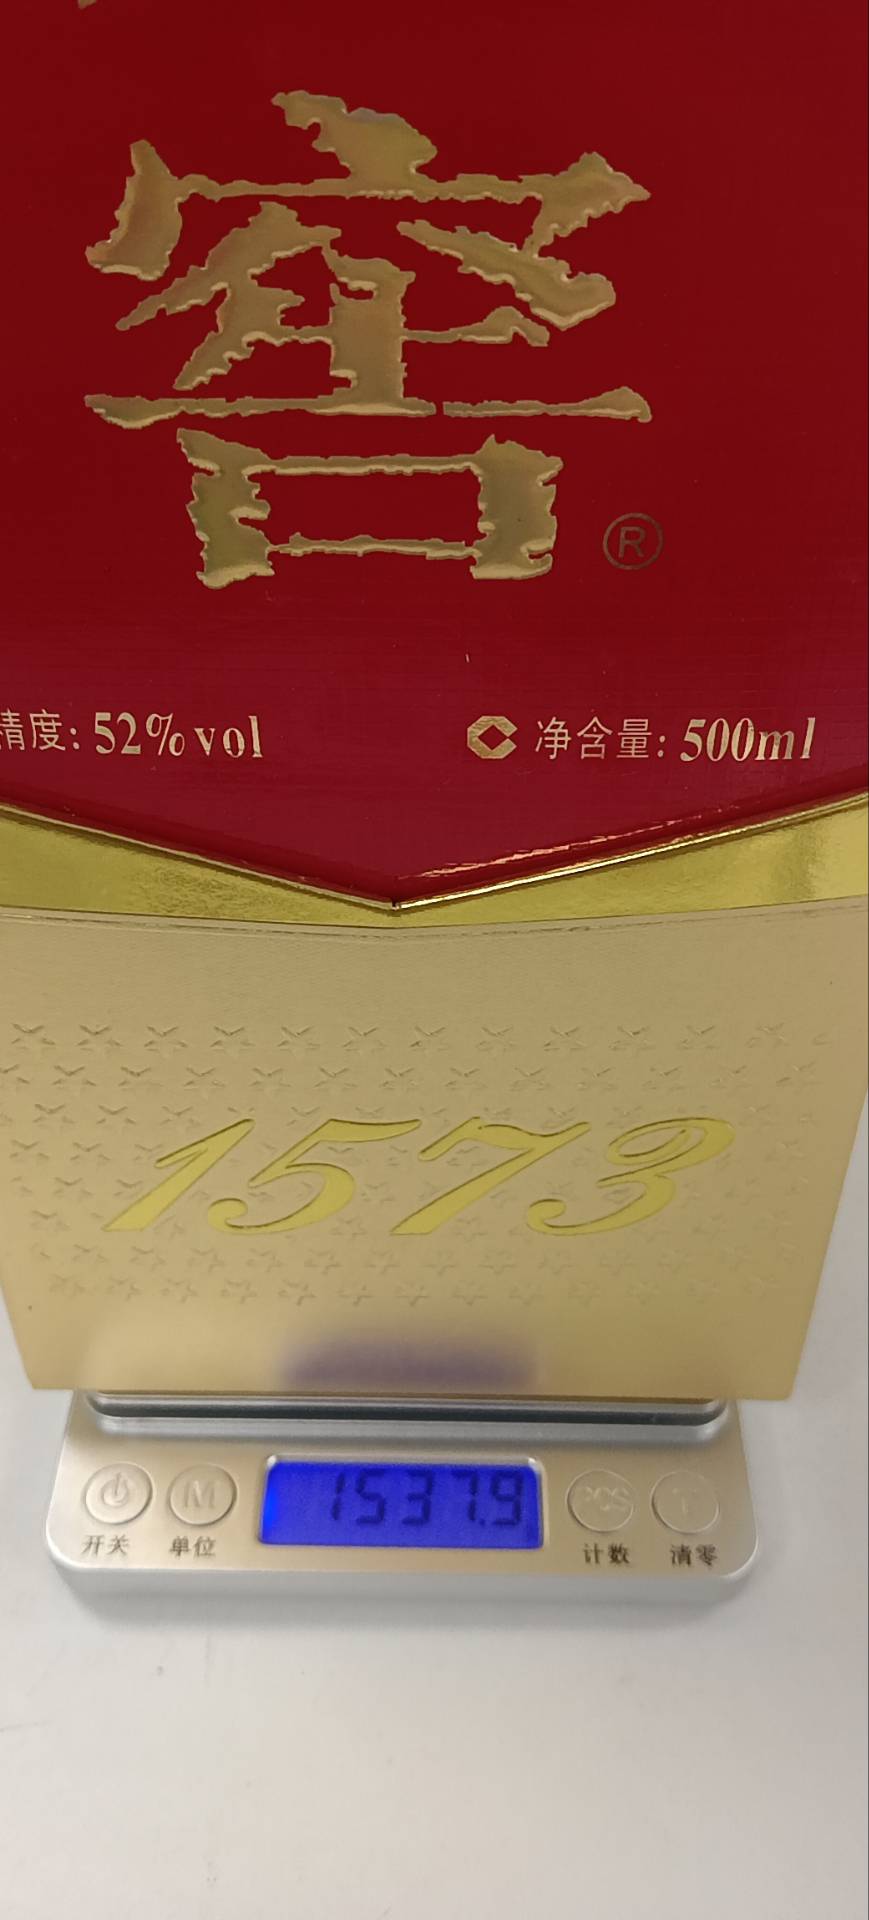 窖
®
精度: 52%vol 净含量: 500ml
1573
1537.9
M PCS T
开关 单位 计数 清零